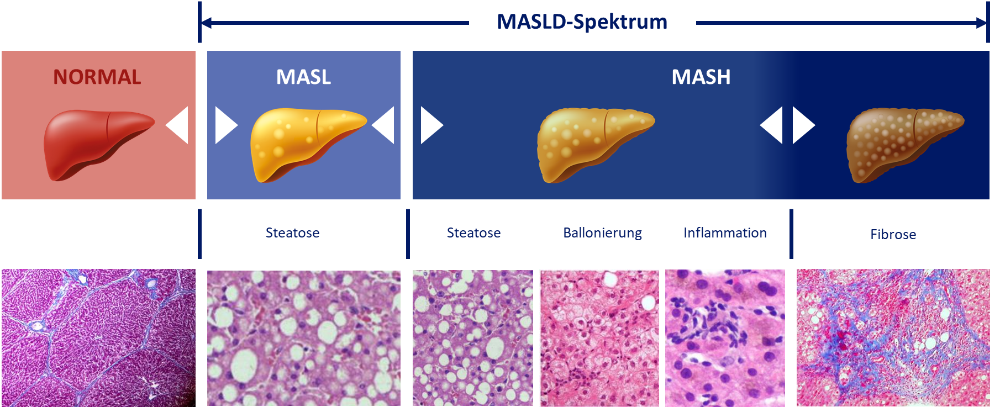 MASLD-Spektrum
NORMAL
MASL
MASH
Steatose
Steatose
Ballonierung
Inflammation
Fibrose